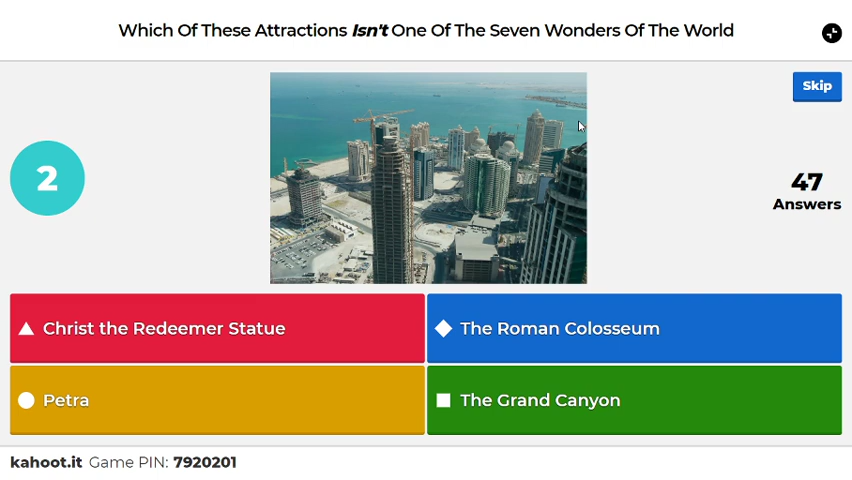 Which Of These Attractions Isn't One Of The Seven Wonders Of The World
Skip
2
47
Answers
Christ the Redeemer Statue
The Roman Colosseum
Petra
The Grand Canyon
kahoot.it Game PIN: 7920201